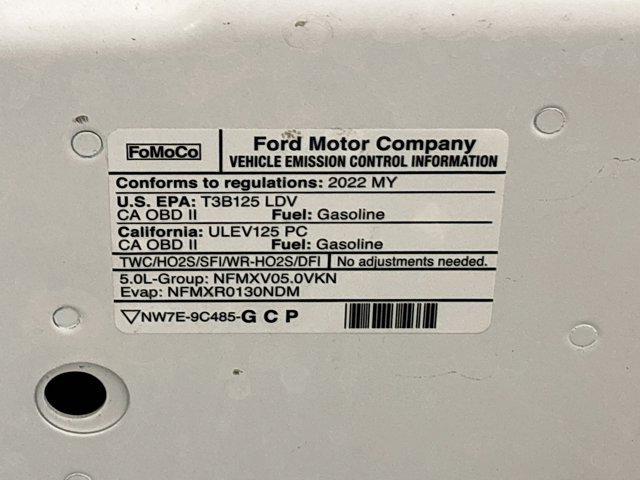 FoMoCo
Ford Motor Company
VEHICLE EMISSION CONTROL INFORMATION
Conforms to regulations: 2022 MY
U.S. EPA: T3B125 LDV
CA OBD II Fuel: Gasoline
California: ULEV125 PC
CA OBD II Fuel: Gasoline
TWC/HO2S/SFI/WR-HO2S/DFI No adjustments needed.
5.0L-Group: NFMXV05.0VKN
Evap: NFMXR0130NDM
▽NW7E-9C485-G C P